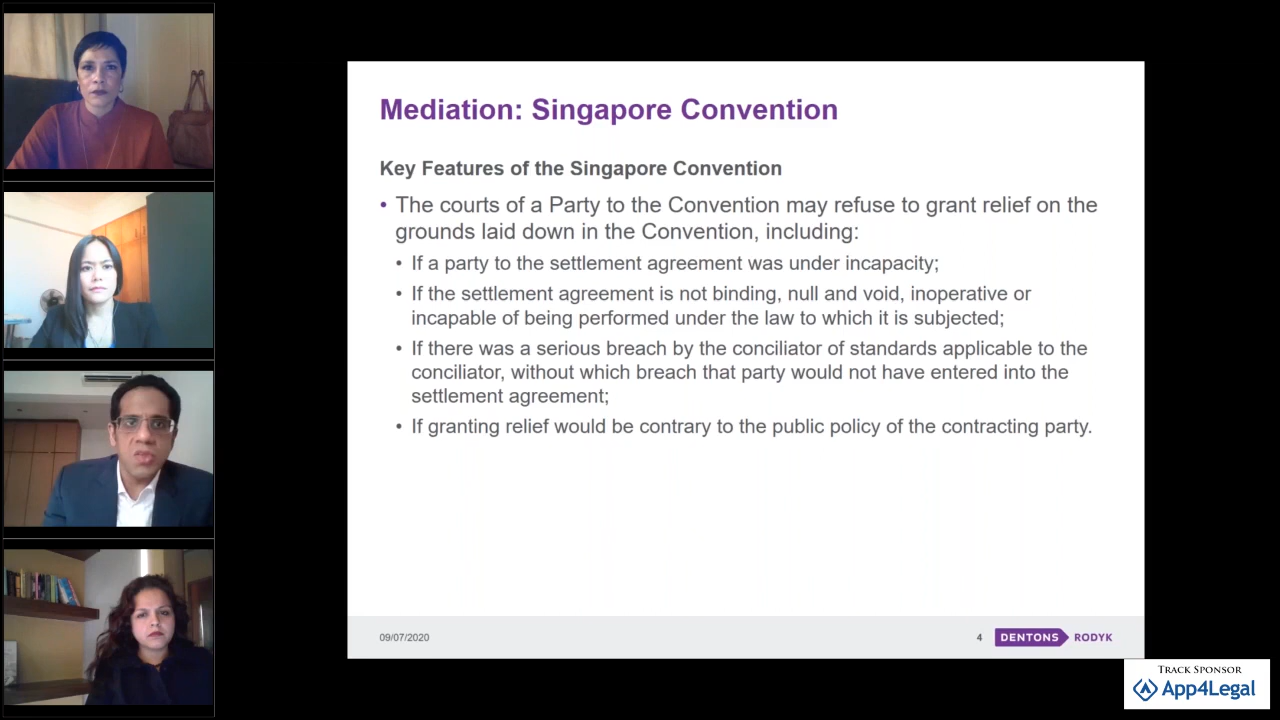 Mediation: Singapore Convention
Key Features of the Singapore Convention
• The courts of a Party to the Convention may refuse to grant relief on the
grounds laid down in the Convention, including:
• If a party to the settlement agreement was under incapacity;
• If the settlement agreement is not binding, null and void, inoperative or
incapable of being performed under the law to which it is subjected;
• If there was a serious breach by the conciliator of standards applicable to the
conciliator, without which breach that party would not have entered into the
settlement agreement;
• If granting relief would be contrary to the public policy of the contracting party.
09/07/2020
4
DENTONS RODYK
TRACK SPONSOR
App4Legal